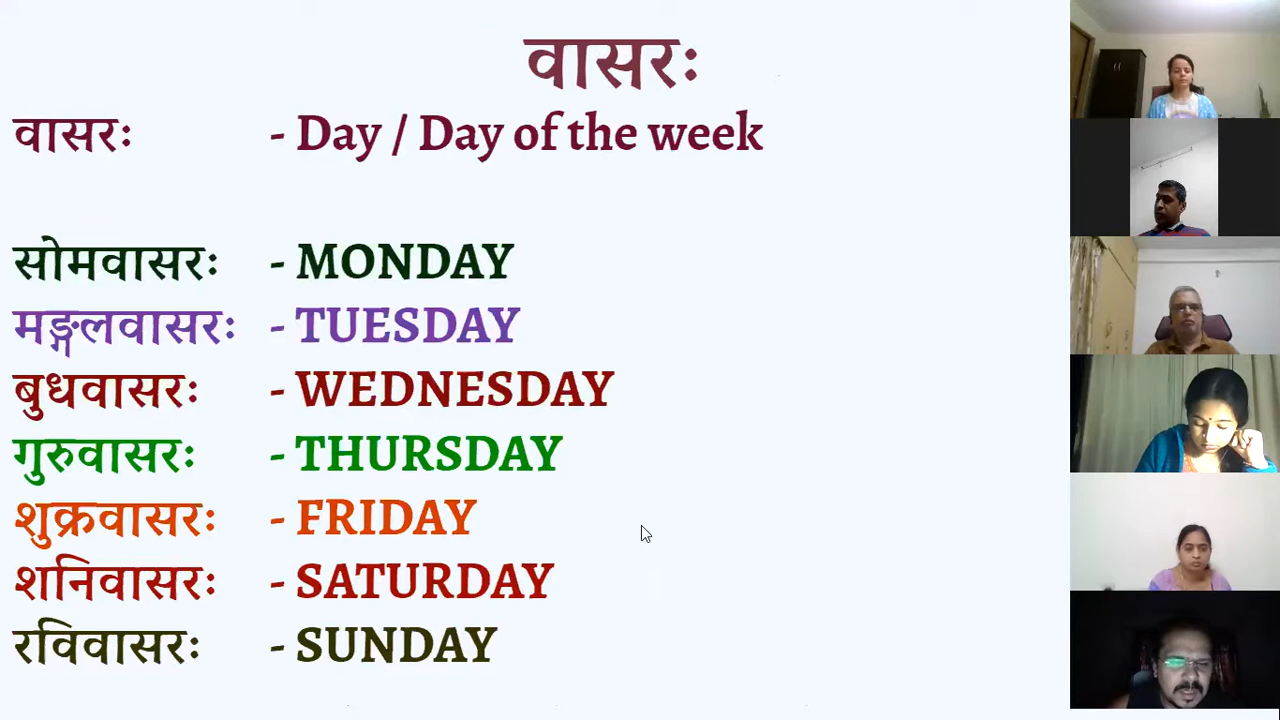 वासरः
वासरः - Day / Day of the week
सोमवासरः - MONDAY
मङ्गलवासरः - TUESDAY
बुधवासरः - WEDNESDAY
गुरुवासरः - THURSDAY
शुक्रवासरः - FRIDAY
शनिवासरः - SATURDAY
रविवासरः - SUNDAY